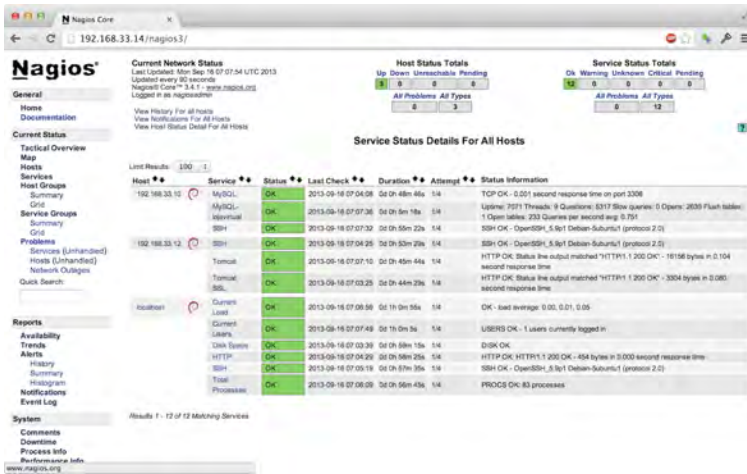 Nagios Core
192.168.33.14/nagios3/
Nagios®
General
Home
Documentation
Current Status
Tactical Overview
Map
Hosts
Services
Host Groups
Summary
Grid
Service Groups
Summary
Grid
Problems
Services (Unhandled)
Hosts (Unhandled)
Network Outages
Quick Search:
Reports
Availability
Trends
Alerts
History
Summary
Histogram
Notifications
Event Log
System
Comments
Downtime
Process Info
Performance Info
www.nagios.org
Current Network Status
Last Updated: Mon Sep 16 07:07:54 UTC 2013
Updated every 90 seconds
Nagios® Core™ 3.4.1 - www.nagios.org
Logged in as nagiosadmin
View History For all hosts
View Notifications For All Hosts
View Host Status Detail For All Hosts
Host Status Totals
Up Down Unreachable Pending
3 0 0 0
All Problems All Types
0 3
Service Status Totals
Ok Warning Unknown Critical Pending
12 0 0 0 0
All Problems All Types
0 12
Service Status Details For All Hosts
Limit Results: 100
Host Service Status Last Check Duration Attempt Status Information
192.168.33.10 MySQL OK 2013-09-16 07:04:08 0d 0h 48m 46s 1/4 TCP OK - 0.001 second response time on port 3306
MySQL- OK 2013-09-16 07:07:36 0d 0h 5m 18s 1/4 Uptime: 7071 Threads: 9 Questions: 5317 Slow queries: 0 Opens: 2635 Flush tables:
1 Open tables: 233 Queries per second avg: 0.751
SSH OK 2013-09-16 07:07:32 0d 0h 55m 22s 1/4 SSH OK - OpenSSH_5.9p1 Debian-5ubuntu1 (protocol 2.0)
192.168.33.12 SSH OK 2013-09-16 07:04:25 0d 0h 53m 29s 1/4 SSH OK - OpenSSH_5.9p1 Debian-5ubuntu1 (protocol 2.0)
Tomcat OK 2013-09-16 07:07:10 0d 0h 45m 44s 1/4 HTTP OK: Status line output matched "HTTP/1.1 200 OK" - 16156 bytes in 0.104
second response time
Tomcat SSL OK 2013-09-16 07:03:25 0d 0h 44m 29s 1/4 HTTP OK: Status line output matched "HTTP/1.1 200 OK" - 3304 bytes in 0.080
second response time
localhost Current Load OK 2013-09-16 07:06:59 0d 1h 0m 55s 1/4 OK - load average: 0.00, 0.01, 0.05
Current Users OK 2013-09-16 07:07:49 0d 1h 0m 5s 1/4 USERS OK - 1 users currently logged in
Disk Space OK 2013-09-16 07:03:39 0d 0h 59m 15s 1/4 DISK OK
HTTP OK 2013-09-16 07:04:29 0d 0h 58m 25s 1/4 HTTP OK: HTTP/1.1 200 OK - 454 bytes in 0.000 second response time
SSH OK 2013-09-16 07:05:19 0d 0h 57m 35s 1/4 SSH OK - OpenSSH_5.9p1 Debian-5ubuntu1 (protocol 2.0)
Total Processes OK 2013-09-16 07:06:09 0d 0h 56m 45s 1/4 PROCS OK: 83 processes
Results 1 - 12 of 12 Matching Services